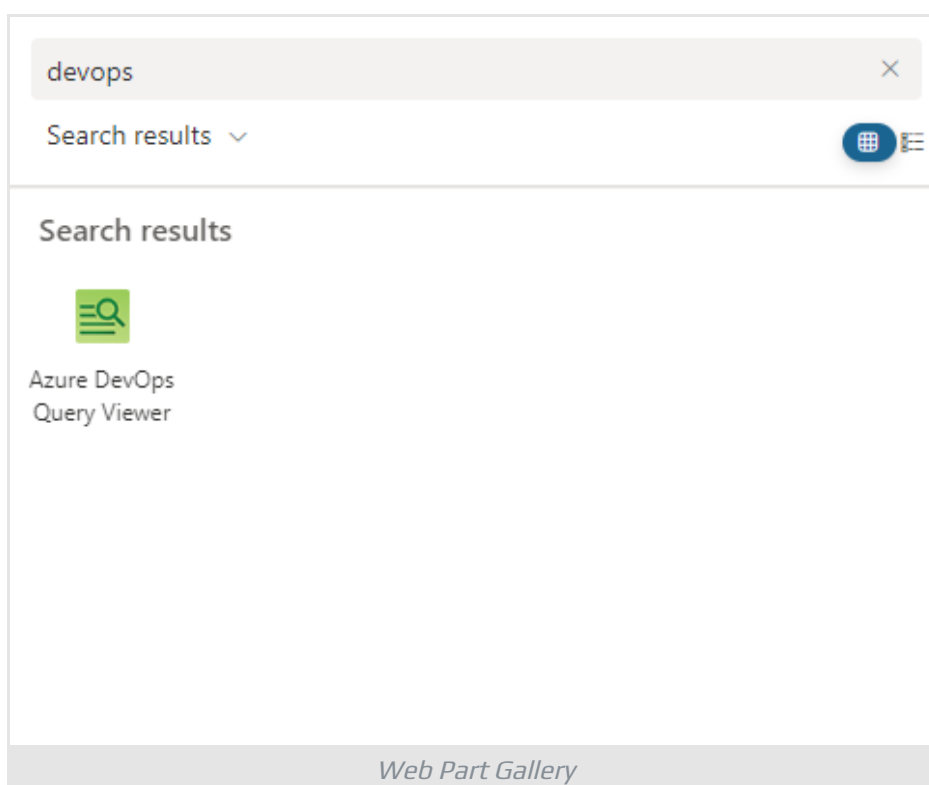 devops
Search results
Search results
Azure DevOps
Query Viewer
Web Part Gallery